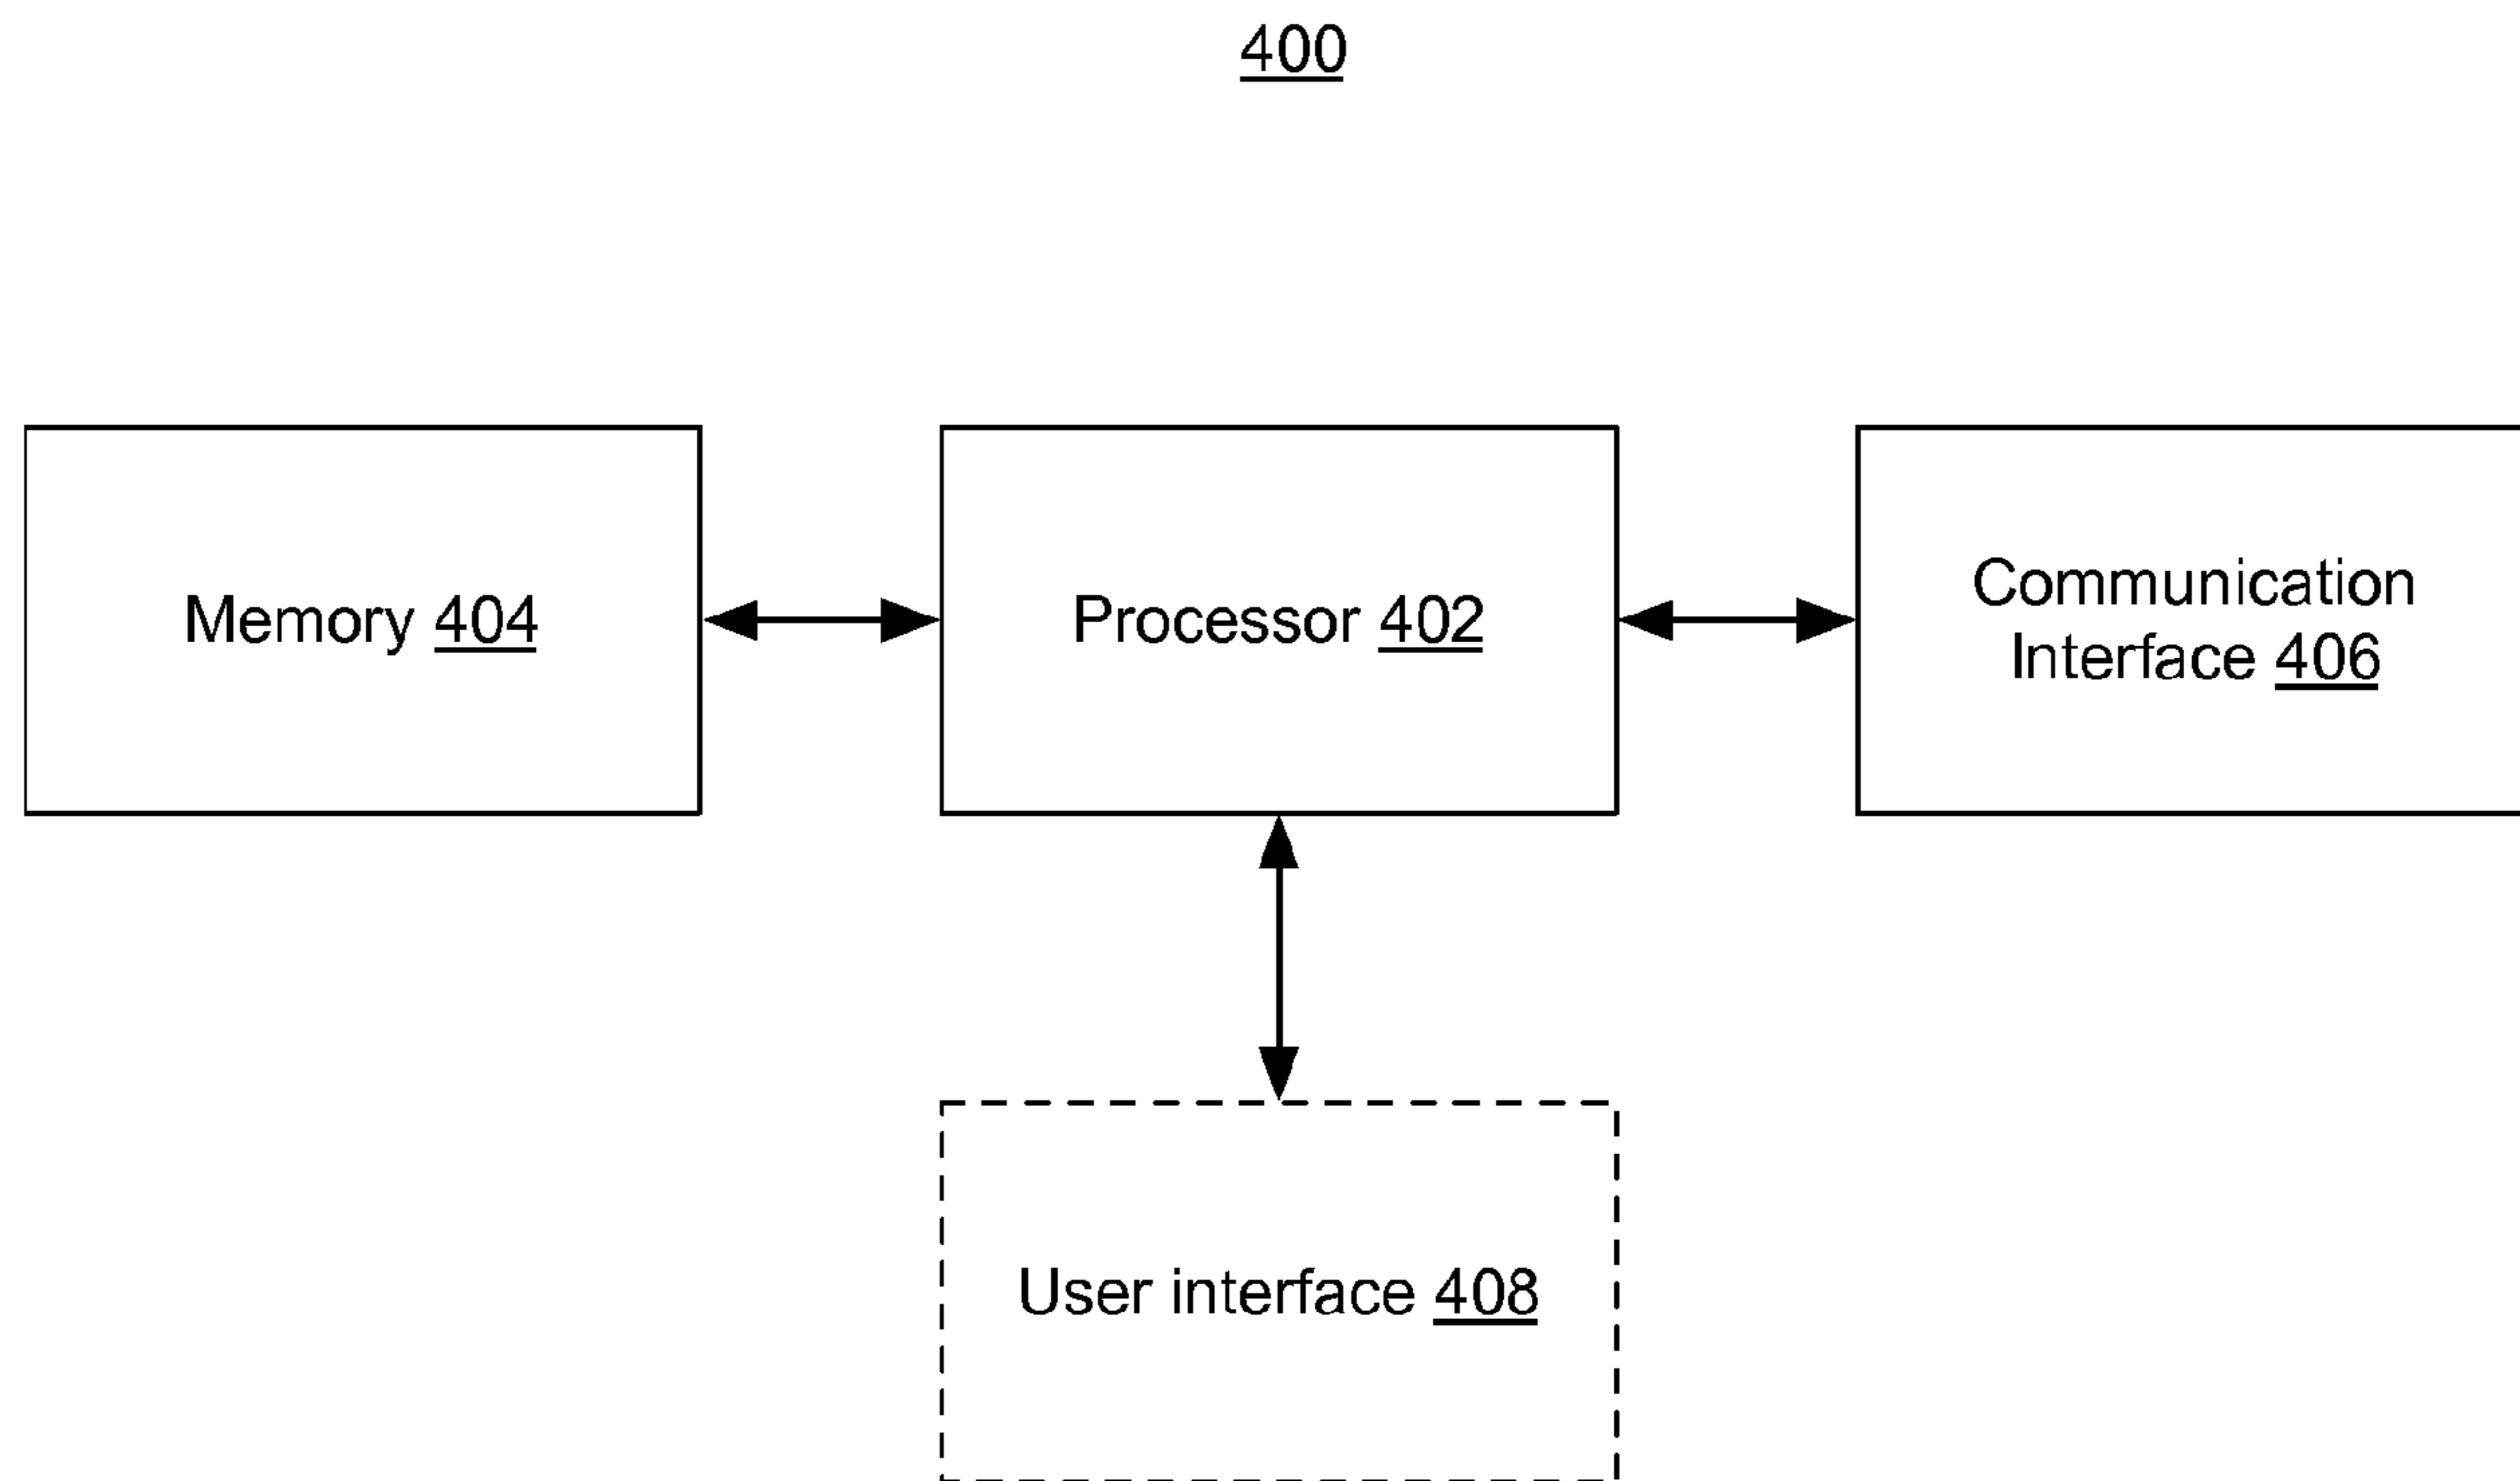 400
Memory 404
Processor 402
Communication
Interface 406
User interface 408